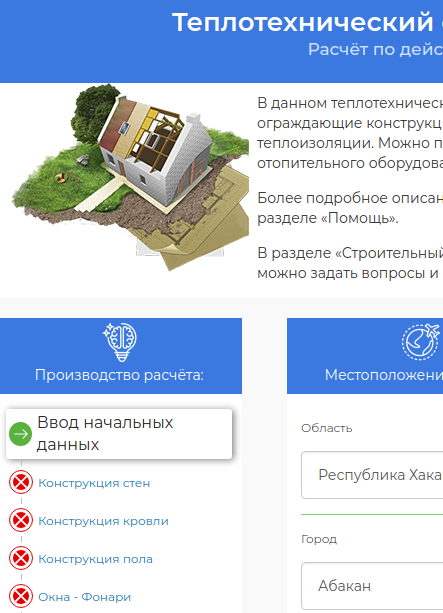 Теплотехнический
Расчёт по дейс
В данном теплотехническ
ограждающие конструкц
теплоизоляции. Можно п
отопительного оборудова
Более подробное описан
разделе «Помощь».
В разделе «Строительный
можно задать вопросы и
Производство расчёта:
Ввод начальных
данных
Конструкция стен
Конструкция кровли
Конструкция пола
Окна - Фонари
Местоположени
Область
Республика Хака
Город
Абакан